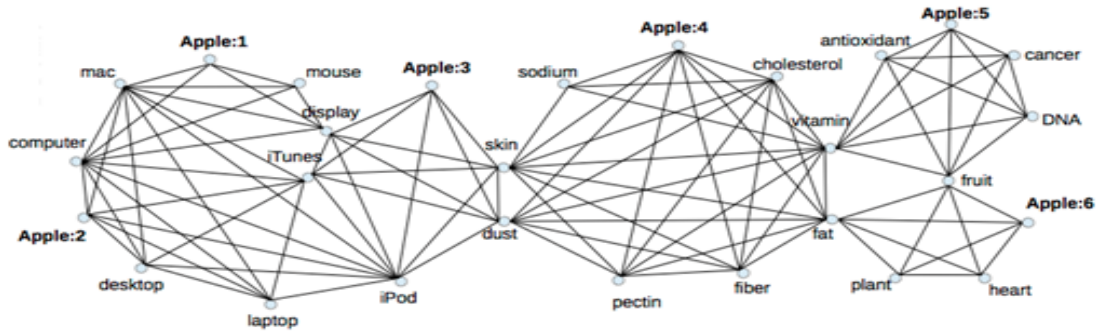 Apple:1
mac
mouse
display
computer
iTunes
Apple:2
desktop
laptop
iPod
Apple:3
skin
dust
Apple:4
sodium
cholesterol
vitamin
fat
pectin
fiber
Apple:5
antioxidant
cancer
DNA
fruit
Apple:6
plant
heart